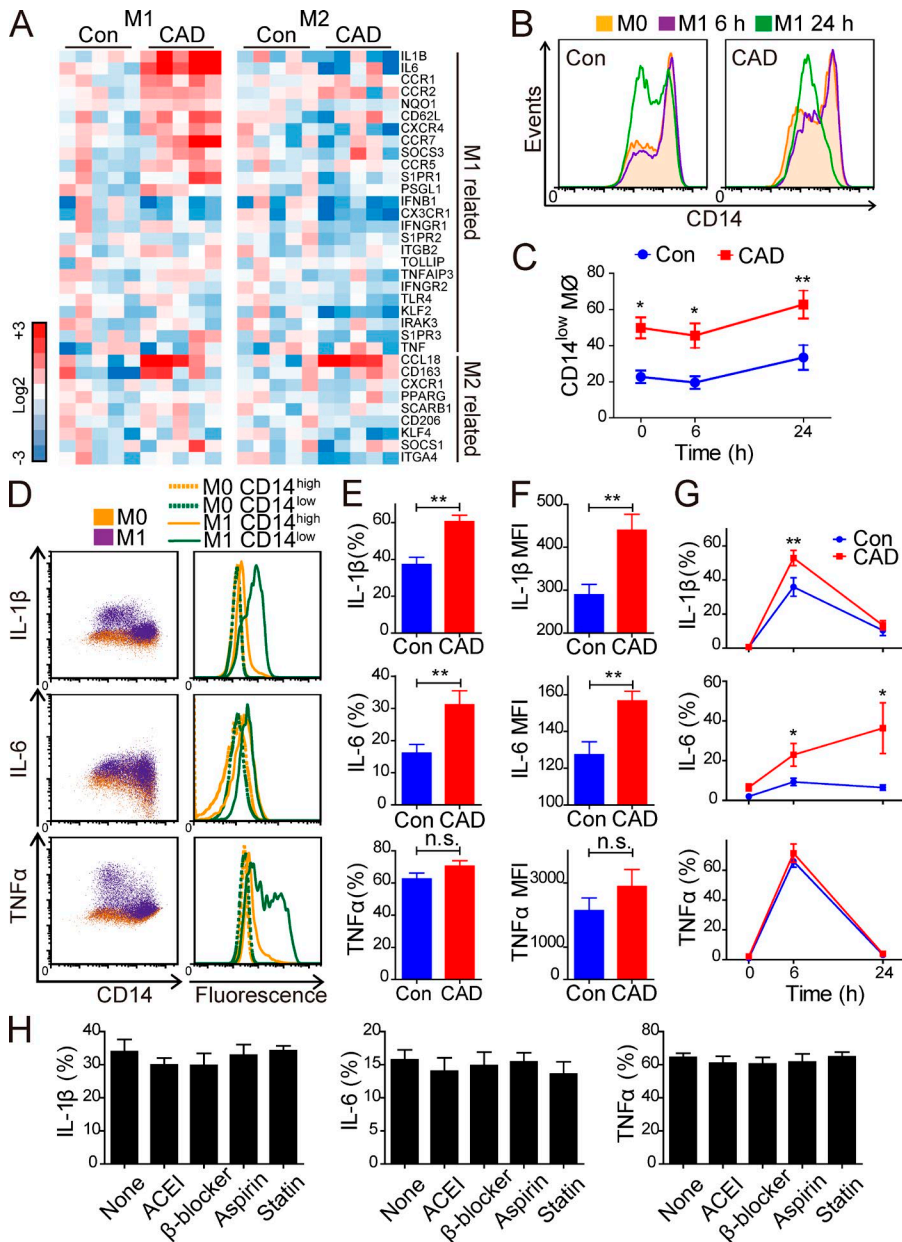 A
M1
M2
Con
CAD
Con
CAD
IL1B
IL6
CCR1
CCR2
NQO1
CD62L
CXCR4
CCR7
SOCS3
CCR5
S1PR1
PSGL1
IFNB1
CX3CR1
IFNGR1
S1PR2
ITGB2
TOLLIP
TNFAIP3
IFNGR2
TLR4
KLF2
IRAK3
S1PR3
TNF
CCL18
CD163
CXCR1
PPARG
SCARB1
CD206
KLF4
SOCS1
ITGA4
M1 related
M2 related
+3
Log2
-3
B
M0 M1 6 h M1 24 h
Con
CAD
Events
CD14
C
Con CAD
CD14low MØ
80
60
40
20
0
* * **
0 6 24
Time (h)
D
M0
M1
M0 CD14high
M0 CD14low
M1 CD14high
M1 CD14low
IL-1β
IL-6
TNFα
CD14
Fluorescence
E
IL-1β(%)
60
40
20
0
**
Con CAD
IL-6 (%)
40
30
20
10
0
**
Con CAD
TNFα(%)
80
60
40
20
0
n.s.
Con CAD
F
IL-1β MFI
500
400
300
200
**
Con CAD
IL-6 MFI
180
160
140
120
100
**
Con CAD
TNFα MFI
3000
2000
1000
0
n.s.
Con CAD
G
Con
CAD
IL-1β(%)
60
40
20
0
**
IL-6 (%)
60
40
20
0
* *
TNFα (%)
80
60
40
20
0
0 6 24
Time (h)
H
IL-1β (%)
40
30
20
10
0
None
ACEI
β-blocker
Aspirin
Statin
IL-6 (%)
20
15
10
5
0
None
ACEI
β-blocker
Aspirin
Statin
TNFα (%)
80
60
40
20
0
None
ACEI
β-blocker
Aspirin
Statin